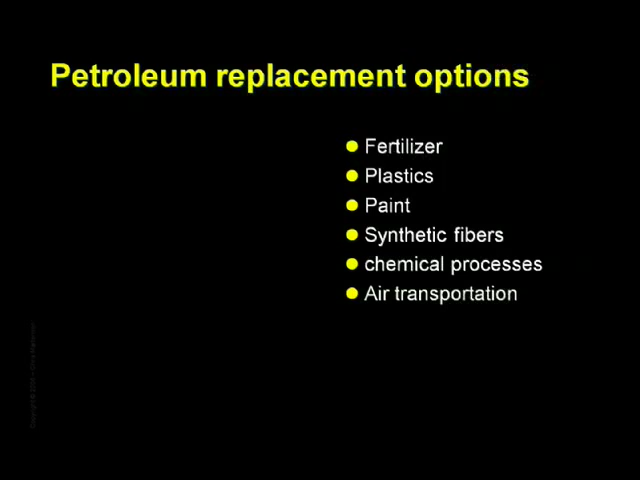 Petroleum replacement options
Fertilizer
Plastics
Paint
Synthetic fibers
chemical processes
Air transportation